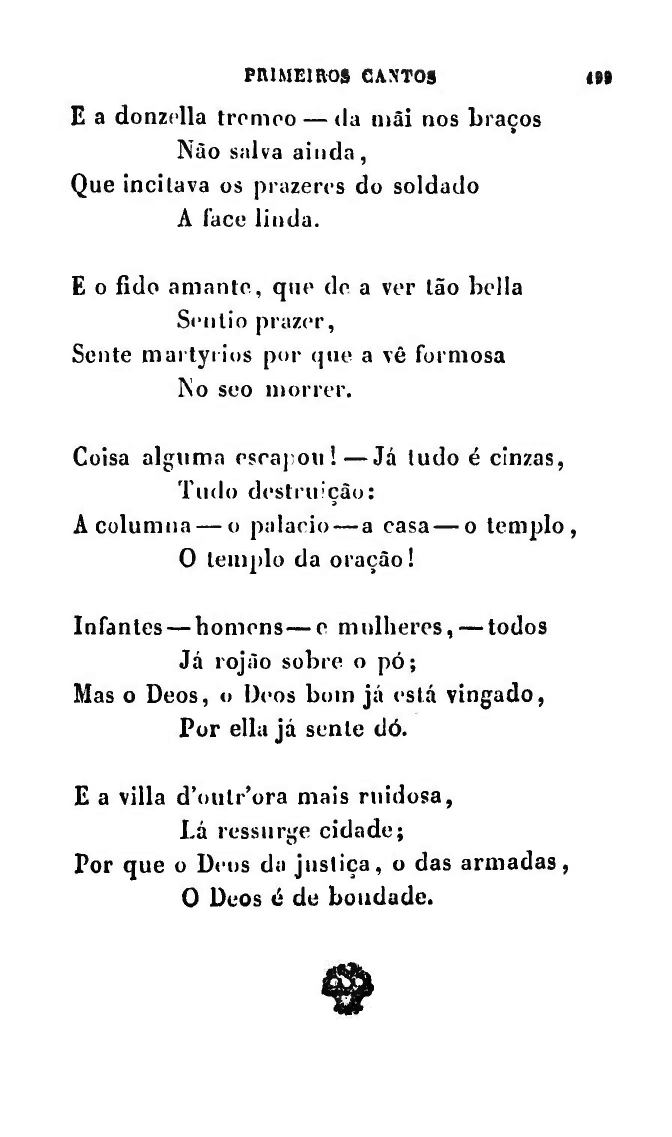 PRIMEIROS CANTOS 199
E a donzella tremeo — da mãi nos braços
Não salva ainda,
Que incitava os prazeres do soldado
A face linda.
E o fido amante, que de a ver tão bella
Sentio prazer,
Sente martyrios por que a vê formosa
No seo morrer.
Coisa alguma escapou! — Já tudo é cinzas,
Tudo destruição:
A columna — o palacio — a casa — o templo,
O templo da oração!
Infantes — homens — e mulheres, — todos
Já rojão sobre o pó;
Mas o Deos, o Deos bom já está vingado,
Por ella já sente dó.
E a villa d'outr'ora mais ruidosa,
Lá ressurge cidade;
Por que o Deos da justiça, o das armadas,
O Deos é de bondade.